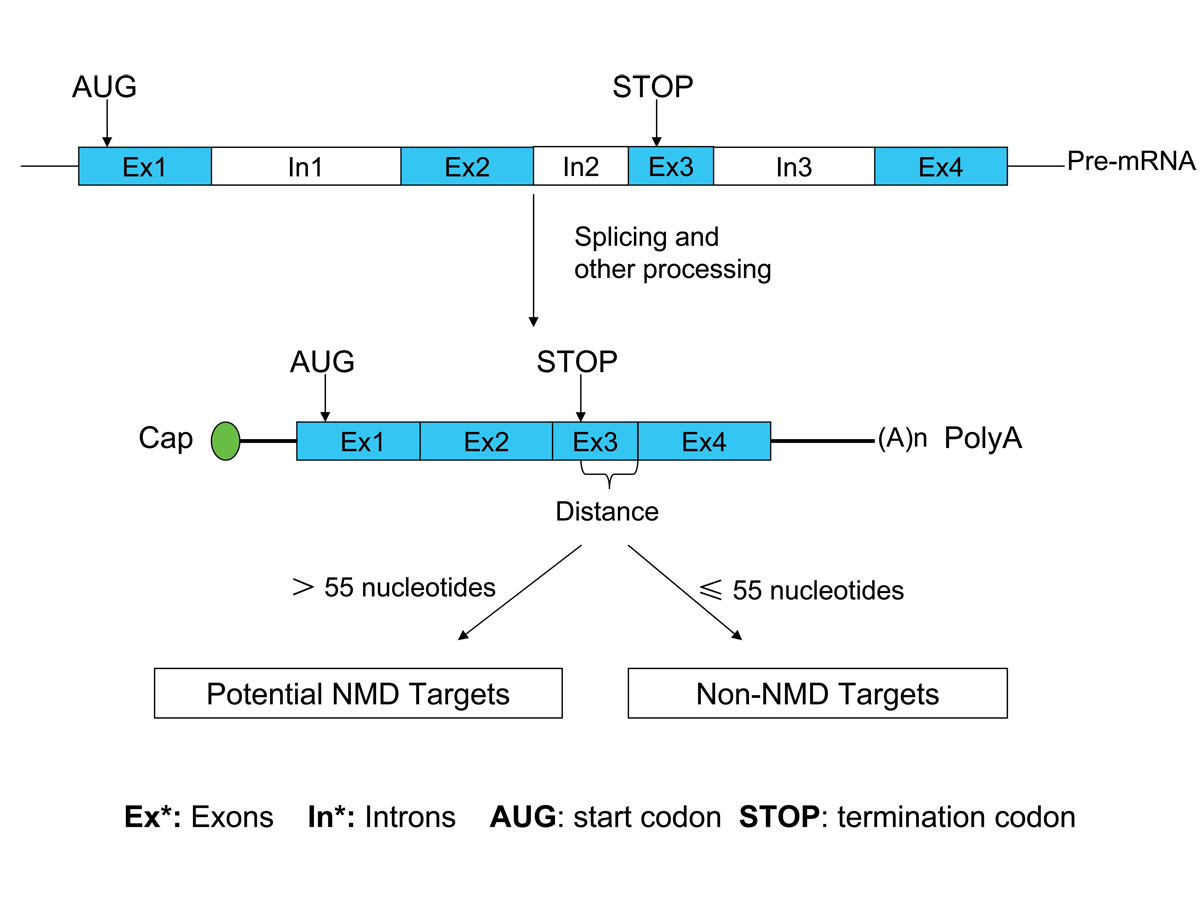 AUG STOP
Ex1 In1 Ex2 In2 Ex3 In3 Ex4 Pre-mRNA
Splicing and
other processing
AUG STOP
Cap Ex1 Ex2 Ex3 Ex4 (A)n PolyA
Distance
> 55 nucleotides ⩽ 55 nucleotides
Potential NMD Targets Non-NMD Targets
Ex*: Exons In*: Introns AUG: start codon STOP: termination codon